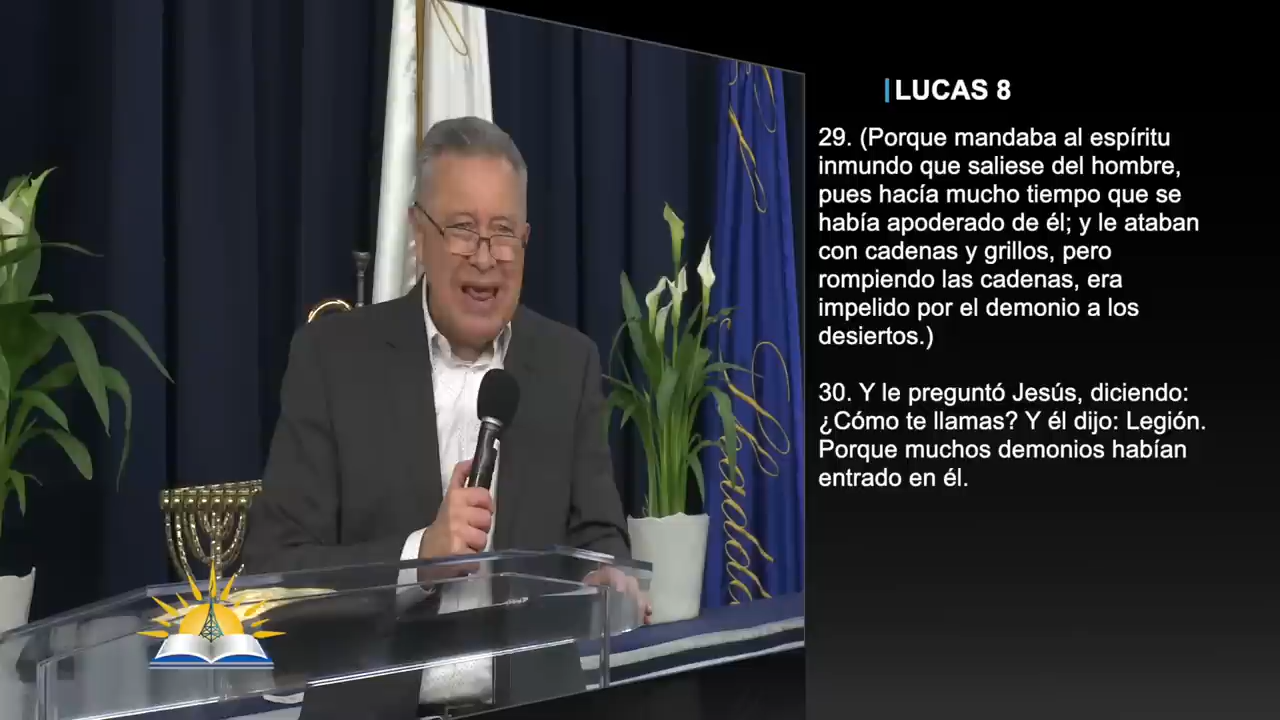 LUCAS 8
29. (Porque mandaba al espíritu
inmundo que saliese del hombre,
pues hacía mucho tiempo que se
había apoderado de él; y le ataban
con cadenas y grillos, pero
rompiendo las cadenas, era
impelido por el demonio a los
desiertos.)
30. Y le preguntó Jesús, diciendo:
¿Cómo te llamas? Y él dijo: Legión.
Porque muchos demonios habían
entrado en él.